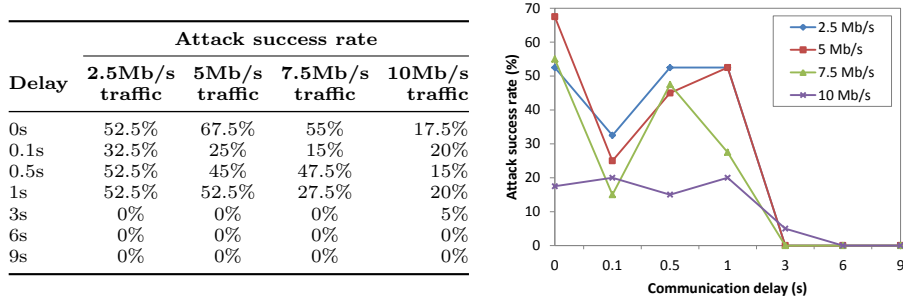 Attack success rate
Delay 2.5Mb/s traffic 5Mb/s traffic 7.5Mb/s traffic 10Mb/s traffic
0s 52.5% 67.5% 55% 17.5%
0.1s 32.5% 25% 15% 20%
0.5s 52.5% 45% 47.5% 15%
1s 52.5% 52.5% 27.5% 20%
3s 0% 0% 0% 5%
6s 0% 0% 0% 0%
9s 0% 0% 0% 0%
Attack success rate (%)
70
60
50
40
30
20
10
0
2.5 Mb/s
5 Mb/s
7.5 Mb/s
10 Mb/s
0 0.1 0.5 1 3 6 9
Communication delay (s)